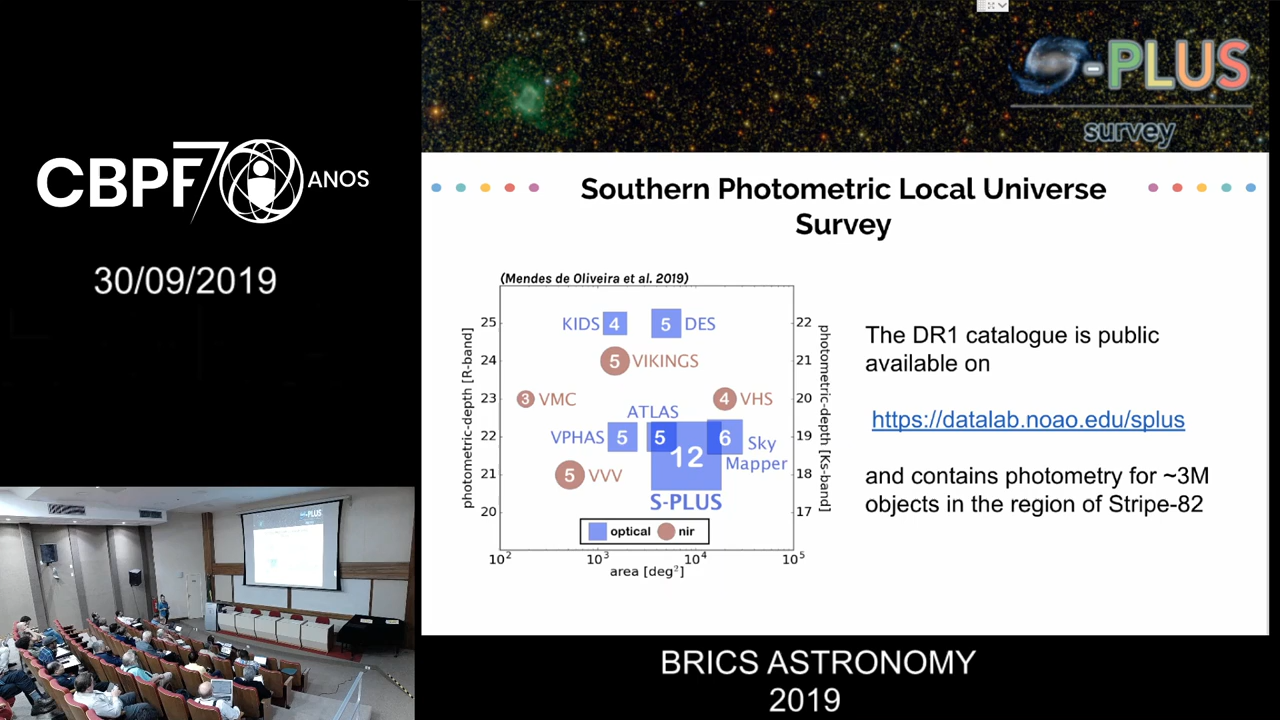 CBPF 70 ANOS
30/09/2019
S-PLUS
survey
Southern Photometric Local Universe
Survey
(Mendes de Oliveira et al. 2019)
photometric-depth [R-band]
25
24
23
22
21
20
KIDS 4
5 DES
5 VIKINGS
3 VMC
4 VHS
ATLAS
VPHAS 5
5
12
6
Sky
Mapper
5 VVV
S-PLUS
optical nir
22
21
20
19
18
17
photometric-depth [Ks-band]
10² 10³ 10⁴ 10⁵
area [deg²]
The DR1 catalogue is public
available on
https://datalab.noao.edu/splus
and contains photometry for ~3M
objects in the region of Stripe-82
-PLUS
BRICS ASTRONOMY
2019